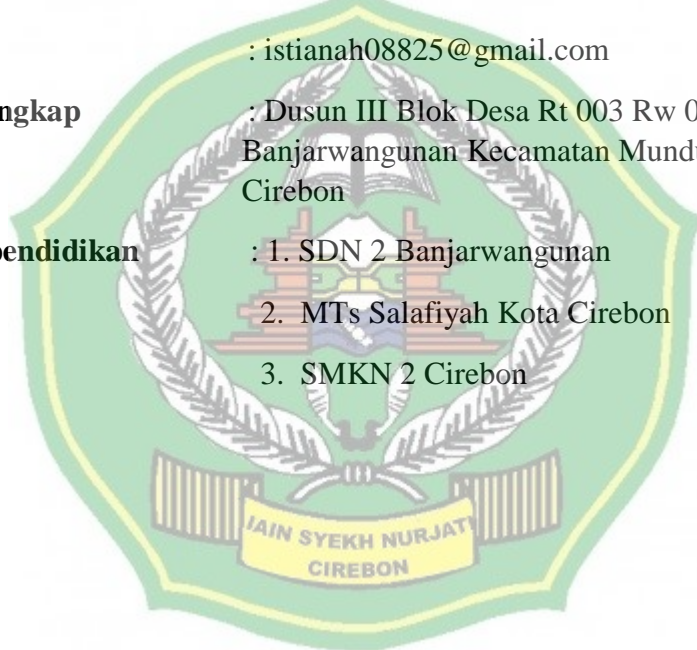 : istianah08825@gmail.com
ngkap : Dusun III Blok Desa Rt 003 Rw 0
Banjarwangunan Kecamatan Mundu
Cirebon
pendidikan : 1. SDN 2 Banjarwangunan
2. MTs Salafiyah Kota Cirebon
3. SMKN 2 Cirebon
IAIN SYEKH NURJATI
CIREBON